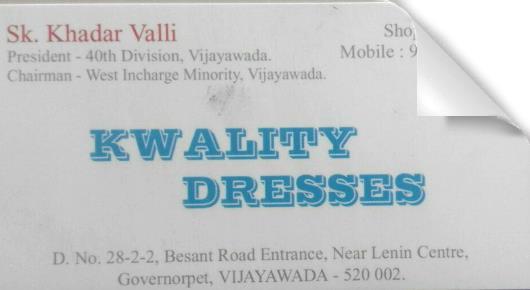 Sk. Khadar Valli
President - 40th Division, Vijayawada.
Mobile : 9
Chairman - West Incharge Minority, Vijayawada.
KWALITY
DRESSES
D. No. 28-2-2, Besant Road Entrance, Near Lenin Centre,
Governorpet, VIJAYAWADA - 520 002.